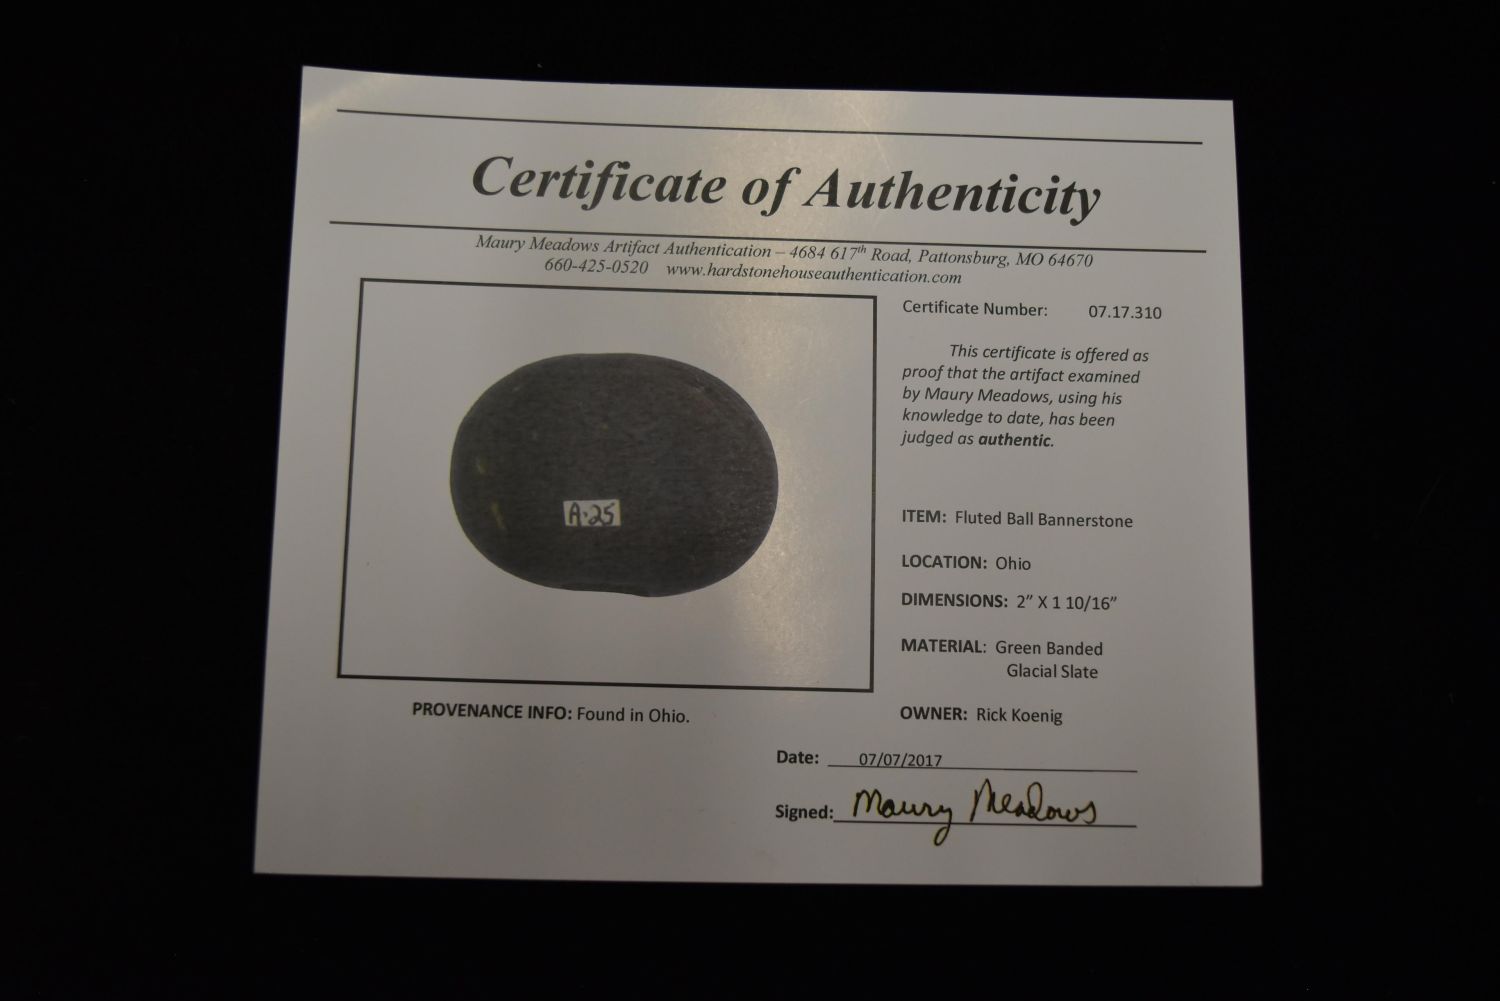 Certificate of Authenticity
Maury Meadows Artifact Authentication – 4684 617th Road, Pattonsburg, MO 64670
660-425-0520 www.hardstonehouseauthentication.com
A·25
PROVENANCE INFO: Found in Ohio.
Certificate Number: 07.17.310
This certificate is offered as
proof that the artifact examined
by Maury Meadows, using his
knowledge to date, has been
judged as authentic.
ITEM: Fluted Ball Bannerstone
LOCATION: Ohio
DIMENSIONS: 2” X 1 10/16”
MATERIAL: Green Banded
Glacial Slate
OWNER: Rick Koenig
Date: 07/07/2017
Signed: Maury Meadows